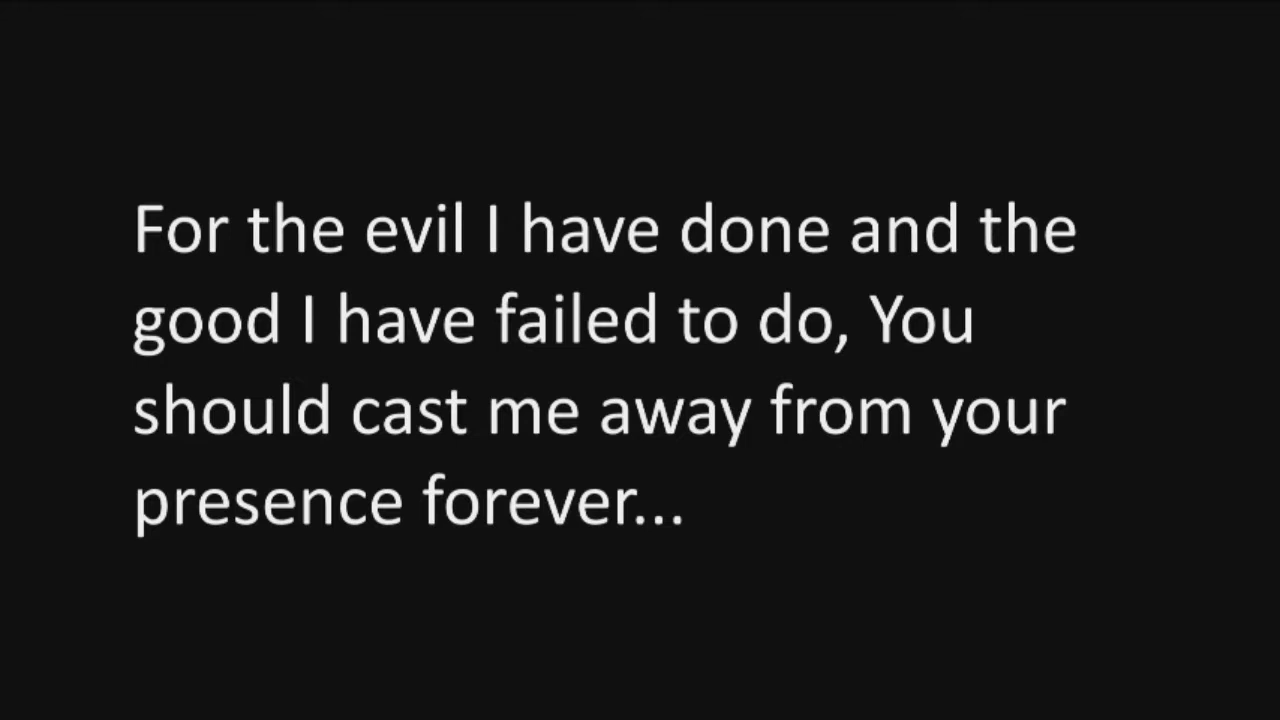 For the evil I have done and the
good I have failed to do, You
should cast me away from your
presence forever...